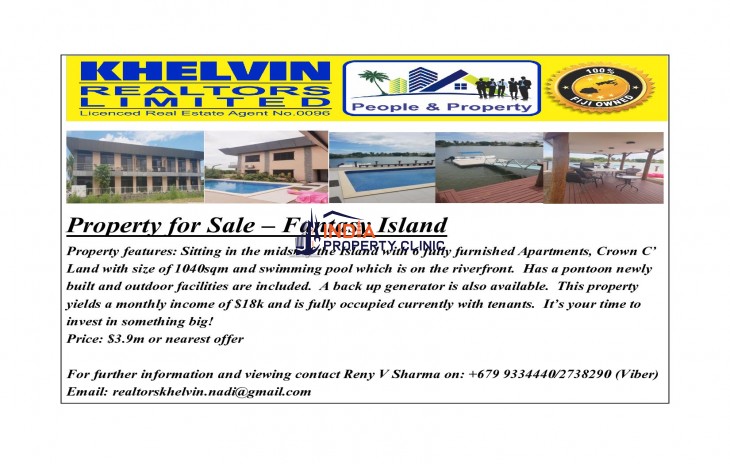 KHELVIN
REALTORS
LIMITED
Licenced Real Estate Agent No.0096
People & Property
100%
FIJI OWNED
Property for Sale – Fantasy Island
INDIA
PROPERTY CLINIC
Property features: Sitting in the midst of the Island with 6 fully furnished Apartments, Crown C’
Land with size of 1040sqm and swimming pool which is on the riverfront. Has a pontoon newly
built and outdoor facilities are included. A back up generator is also available. This property
yields a monthly income of $18k and is fully occupied currently with tenants. It’s your time to
invest in something big!
Price: $3.9m or nearest offer
For further information and viewing contact Reny V Sharma on: +679 9334440/2738290 (Viber)
Email: realtorskhelvin.nadi@gmail.com